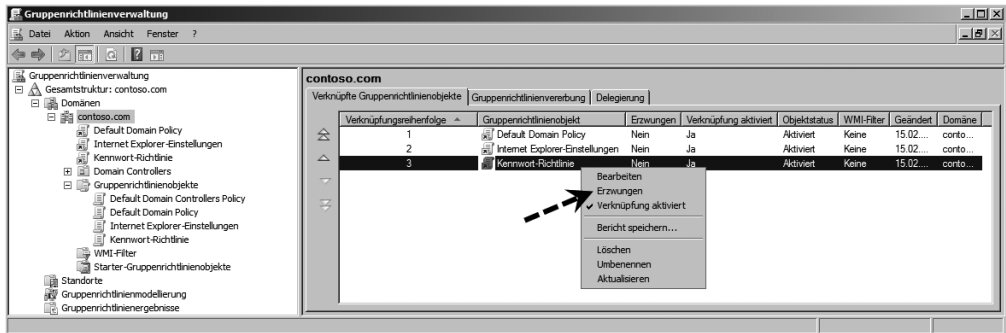 Gruppenrichtlinienverwaltung
Datei Aktion Ansicht Fenster ?
Gruppenrichtlinienverwaltung
Gesamtstruktur: contoso.com
Domänen
contoso.com
Default Domain Policy
Internet Explorer-Einstellungen
Kennwort-Richtlinie
Domain Controllers
Gruppenrichtlinienobjekte
Default Domain Controllers Policy
Default Domain Policy
Internet Explorer-Einstellungen
Kennwort-Richtlinie
WMI-Filter
Starter-Gruppenrichtlinienobjekte
Standorte
Gruppenrichtlinienmodellierung
Gruppenrichtlinienergebnisse
contoso.com
Verknüpfte Gruppenrichtlinienobjekte Gruppenrichtlinienvererbung Delegierung
Verknüpfungsreihenfolge Gruppenrichtlinienobjekt Erzwungen Verknüpfung aktiviert Objektstatus WMI-Filter Geändert Domäne
1 Default Domain Policy Nein Ja Aktiviert Keine 15.02.... conto...
2 Internet Explorer-Einstellungen Nein Ja Aktiviert Keine 15.02.... conto...
3 Kennwort-Richtlinie Nein Ja Aktiviert Keine 15.02.... conto...
Bearbeiten
Erzwungen
Verknüpfung aktiviert
Bericht speichern...
Löschen
Umbenennen
Aktualisieren